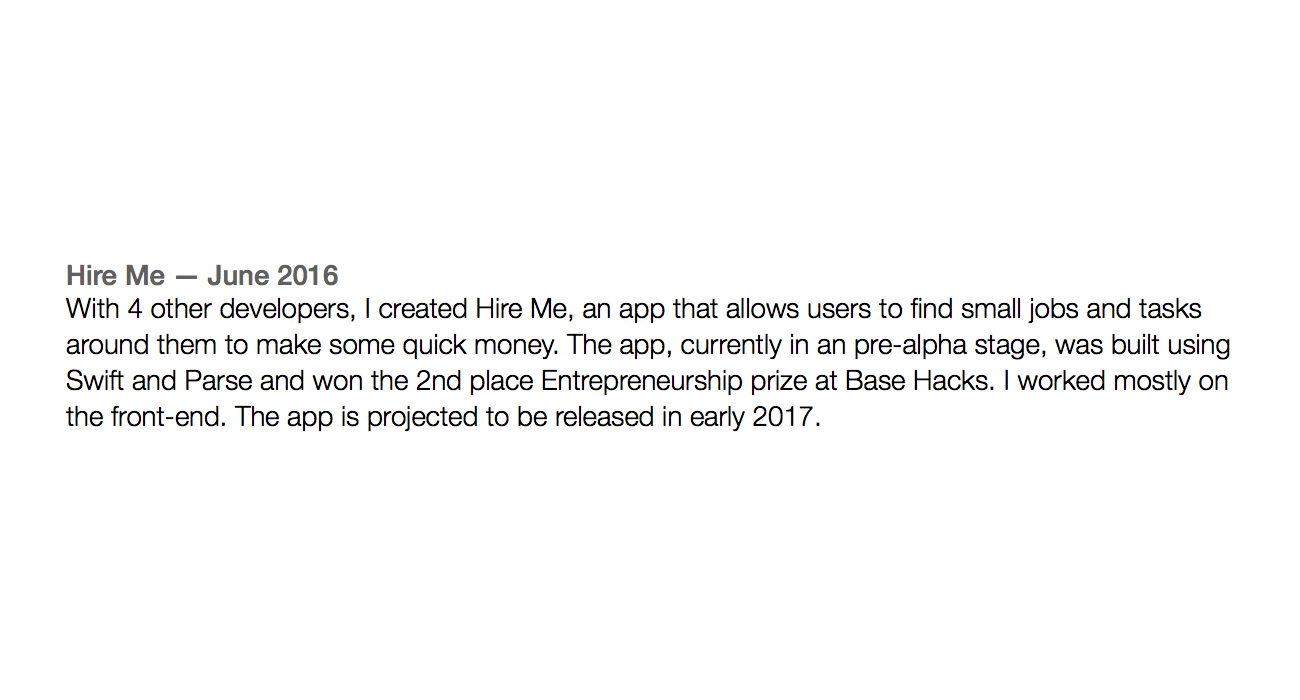 Hire Me — June 2016
With 4 other developers, I created Hire Me, an app that allows users to find small jobs and tasks
around them to make some quick money. The app, currently in an pre-alpha stage, was built using
Swift and Parse and won the 2nd place Entrepreneurship prize at Base Hacks. I worked mostly on
the front-end. The app is projected to be released in early 2017.